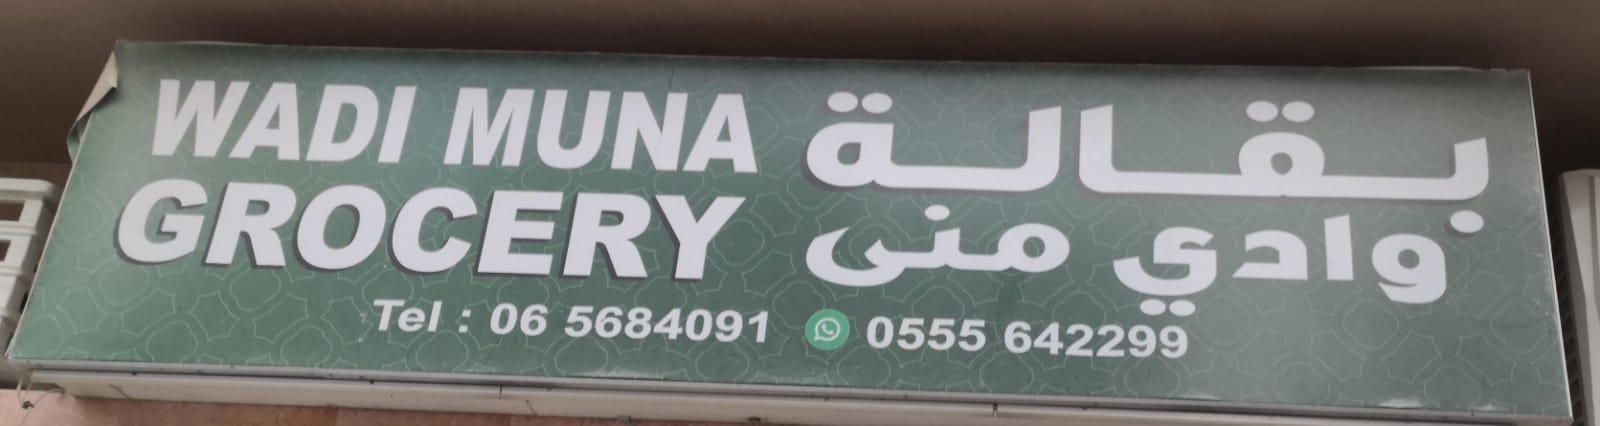 WADI MUNA
GROCERY
بقالة
وادي منى
Tel : 06 5684091 0555 642299